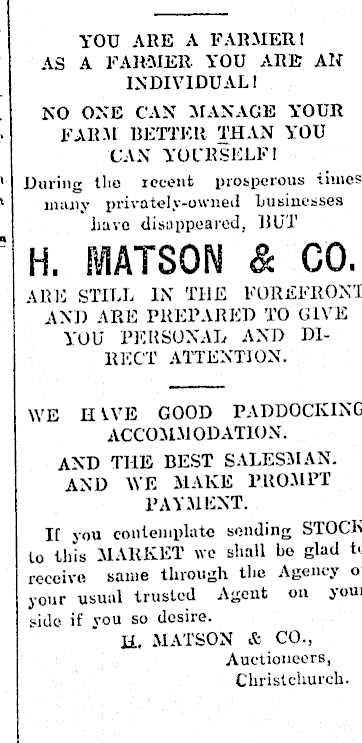 YOU ARE A FARMER!
AS A FARMER YOU ARE AN
INDIVIDUAL!
NO ONE CAN MANAGE YOUR
FARM BETTER THAN YOU
CAN YOURSELF!
During the recent prosperous times
many privately-owned businesses
have disappeared, BUT
H. MATSON & CO.
ARE STILL IN THE FOREFRONT
AND ARE PREPARED TO GIVE
YOU PERSONAL AND DI-
RECT ATTENTION.
WE HAVE GOOD PADDOCKING
ACCOMMODATION.
AND THE BEST SALESMAN.
AND WE MAKE PROMPT
PAYMENT.
If you contemplate sending STOCK
to this MARKET we shall be glad t
receive same through the Agency o
your usual trusted Agent on your
side if you so desire.
H. MATSON & CO.,
Auctioneers,
Christchurch.